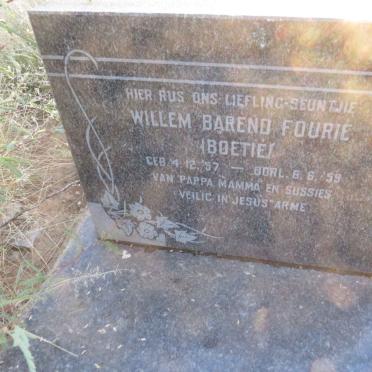 HIER RUS ONS LIEFLING-SEUNTJIE
WILLEM BAREND FOURIE
(BOETIE)
GEB. 4. 12. '57. — OORL. 6. 6. '59
VAN PAPPA MAMMA EN SUSSIES
VEILIG IN JESUS ARME